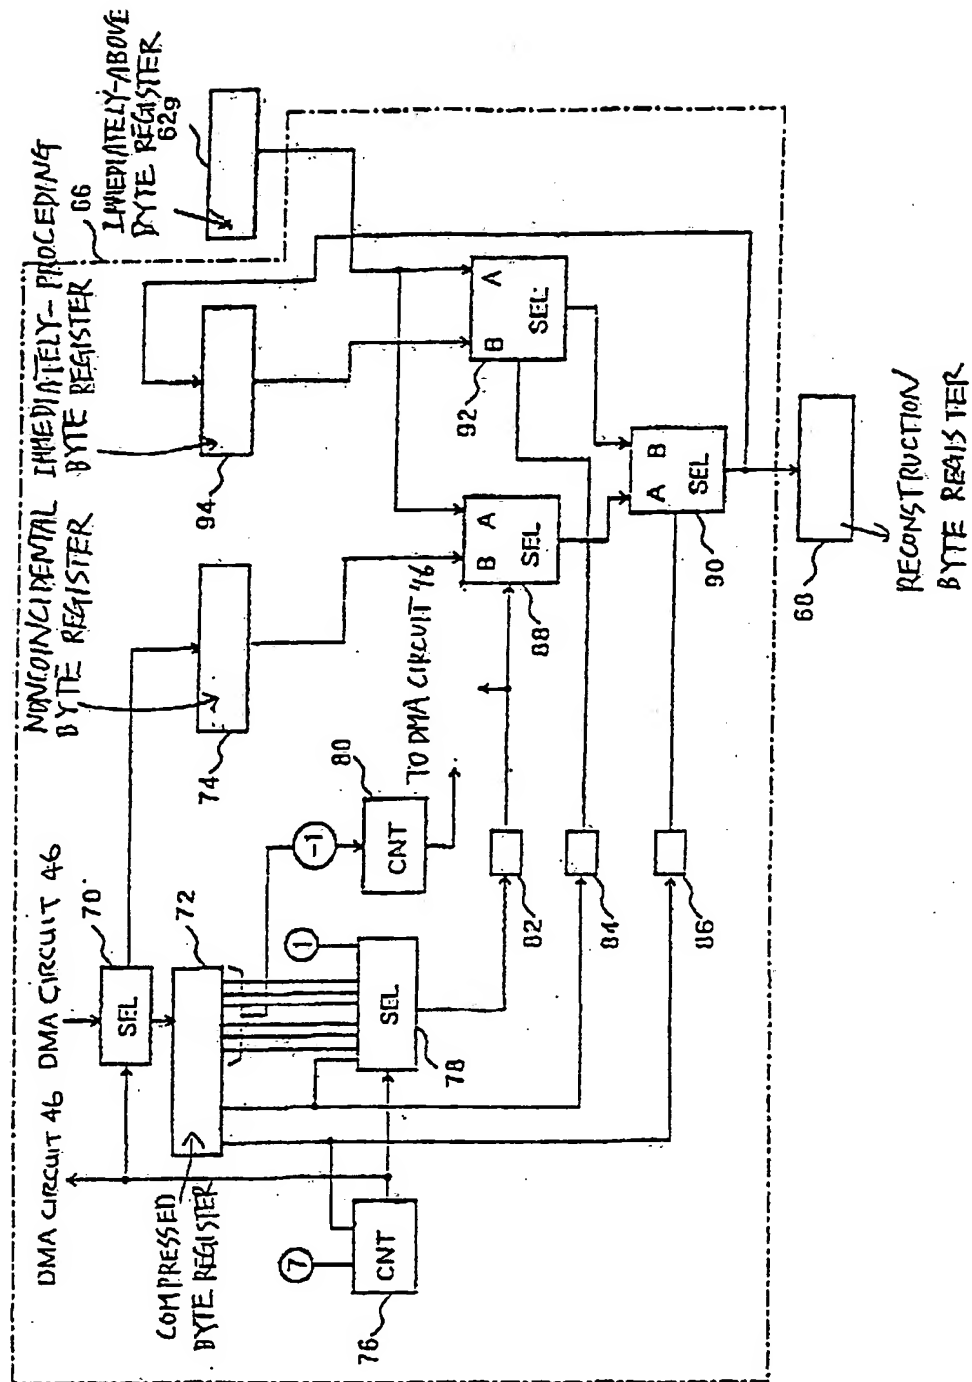 DMA CIRCUIT 46
DMA CIRCUIT 46
NONCOINCIDENTAL
BYTE REGISTER
IMMEDIATELY-PROCEDING
BYTE REGISTER
66
IMMEDIATELY-ABOVE
BYTE REGISTER
62g
70
SEL
72
74
94
COMPRESSED
BYTE REGISTER
7
CNT
76
1
SEL
78
-1
80
CNT
TO DMA CIRCUIT 46
82
84
86
B A
SEL
88
B A
SEL
92
A B
SEL
90
68
RECONSTRUCTION
BYTE REGISTER